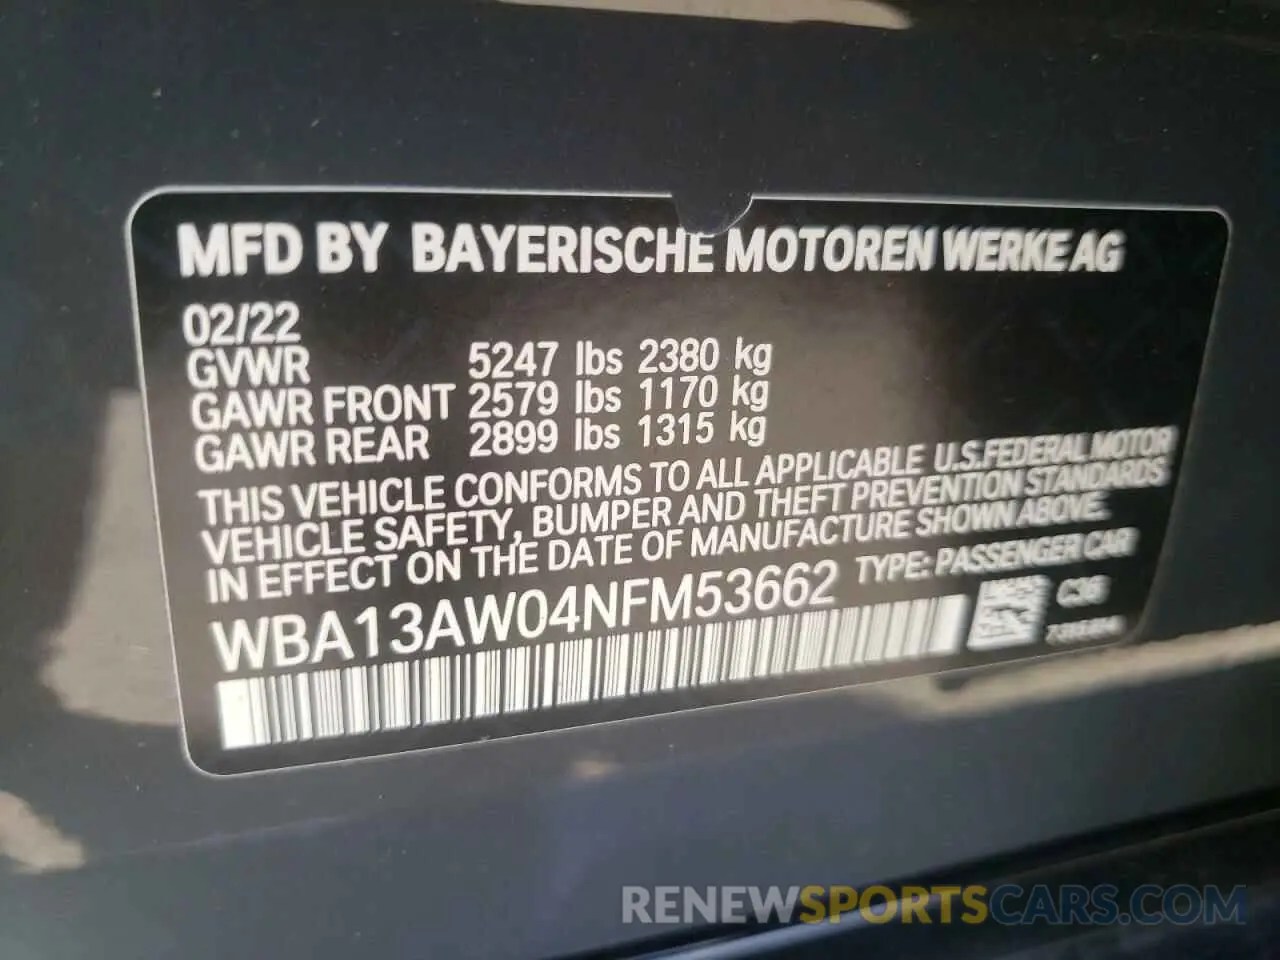 MFD BY BAYERISCHE MOTOREN WERKE AG
02/22
GVWR 5247 lbs 2380 kg
GAWR FRONT 2579 lbs 1170 kg
GAWR REAR 2899 lbs 1315 kg
THIS VEHICLE CONFORMS TO ALL APPLICABLE U.S.FEDERAL MOTOR
VEHICLE SAFETY, BUMPER AND THEFT PREVENTION STANDARDS
IN EFFECT ON THE DATE OF MANUFACTURE SHOWN ABOVE.
WBA13AW04NFM53662 TYPE: PASSENGER CAR
C36
RENEWSPORTSCARS.COM